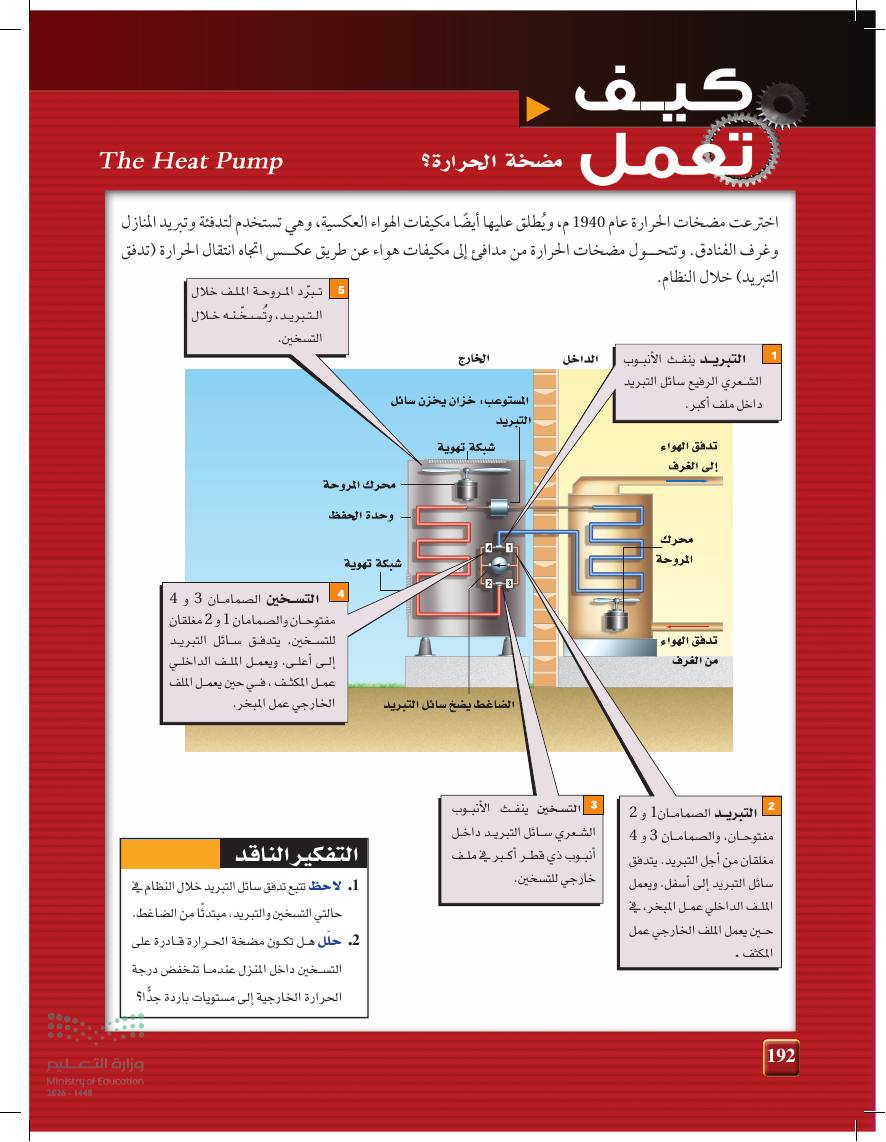 كيف
تعمل
مضخة الحرارة؟
The Heat Pump
اخترعت مضخات الحرارة عام 1940 م، ويُطلق عليها أيضًا مكيفات الهواء العكسية، وهي تستخدم لتدفئة وتبريد المنازل
وغرف الفنادق. وتتحول مضخات الحرارة من مدافئ إلى مكيفات هواء عن طريق عكس اتجاه انتقال الحرارة (تدفق
التبريد) خلال النظام.
5 تبرّد المروحة الملف خلال
التبريد، وتُسخّنه خلال
التسخين.
1 التبريد ينفث الأنبوب
الشعري الرفيع سائل التبريد
داخل ملف أكبر.
الداخل
الخارج
المستوعب: خزان يخزن سائل
التبريد
شبكة تهوية
محرك المروحة
وحدة الحفظ
شبكة تهوية
تدفق الهواء
إلى الغرف
محرك
المروحة
تدفق الهواء
من الغرف
4 1
2 3
4 التسخين الصمامان 3 و 4
مفتوحان والصمامان 1 و 2 مغلقان
للتسخين. يتدفق سائل التبريد
إلى أعلى. ويعمل الملف الداخلي
عمل المكثف، في حين يعمل الملف
الخارجي عمل المبخر.
الضاغط يضخ سائل التبريد
3 التسخين ينفث الأنبوب
الشعري سائل التبريد داخل
أنبوب ذي قطر أكبر في ملف
خارجي للتسخين.
2 التبريد الصمامان 1 و 2
مفتوحان، والصمامان 3 و 4
مغلقان من أجل التبريد. يتدفق
سائل التبريد إلى أسفل. ويعمل
الملف الداخلي عمل المبخر، في
حين يعمل الملف الخارجي عمل
المكثف .
التفكير الناقد
1. لاحظ تتبع تدفق سائل التبريد خلال النظام في
حالتي التسخين والتبريد، مبتدئًا من الضاغط.
2. حلّل هل تكون مضخة الحرارة قادرة على
التسخين داخل المنزل عندما تنخفض درجة
الحرارة الخارجية إلى مستويات باردة جدًّا؟
وزارة التعليم
Ministry of Education
2026 - 1448
192